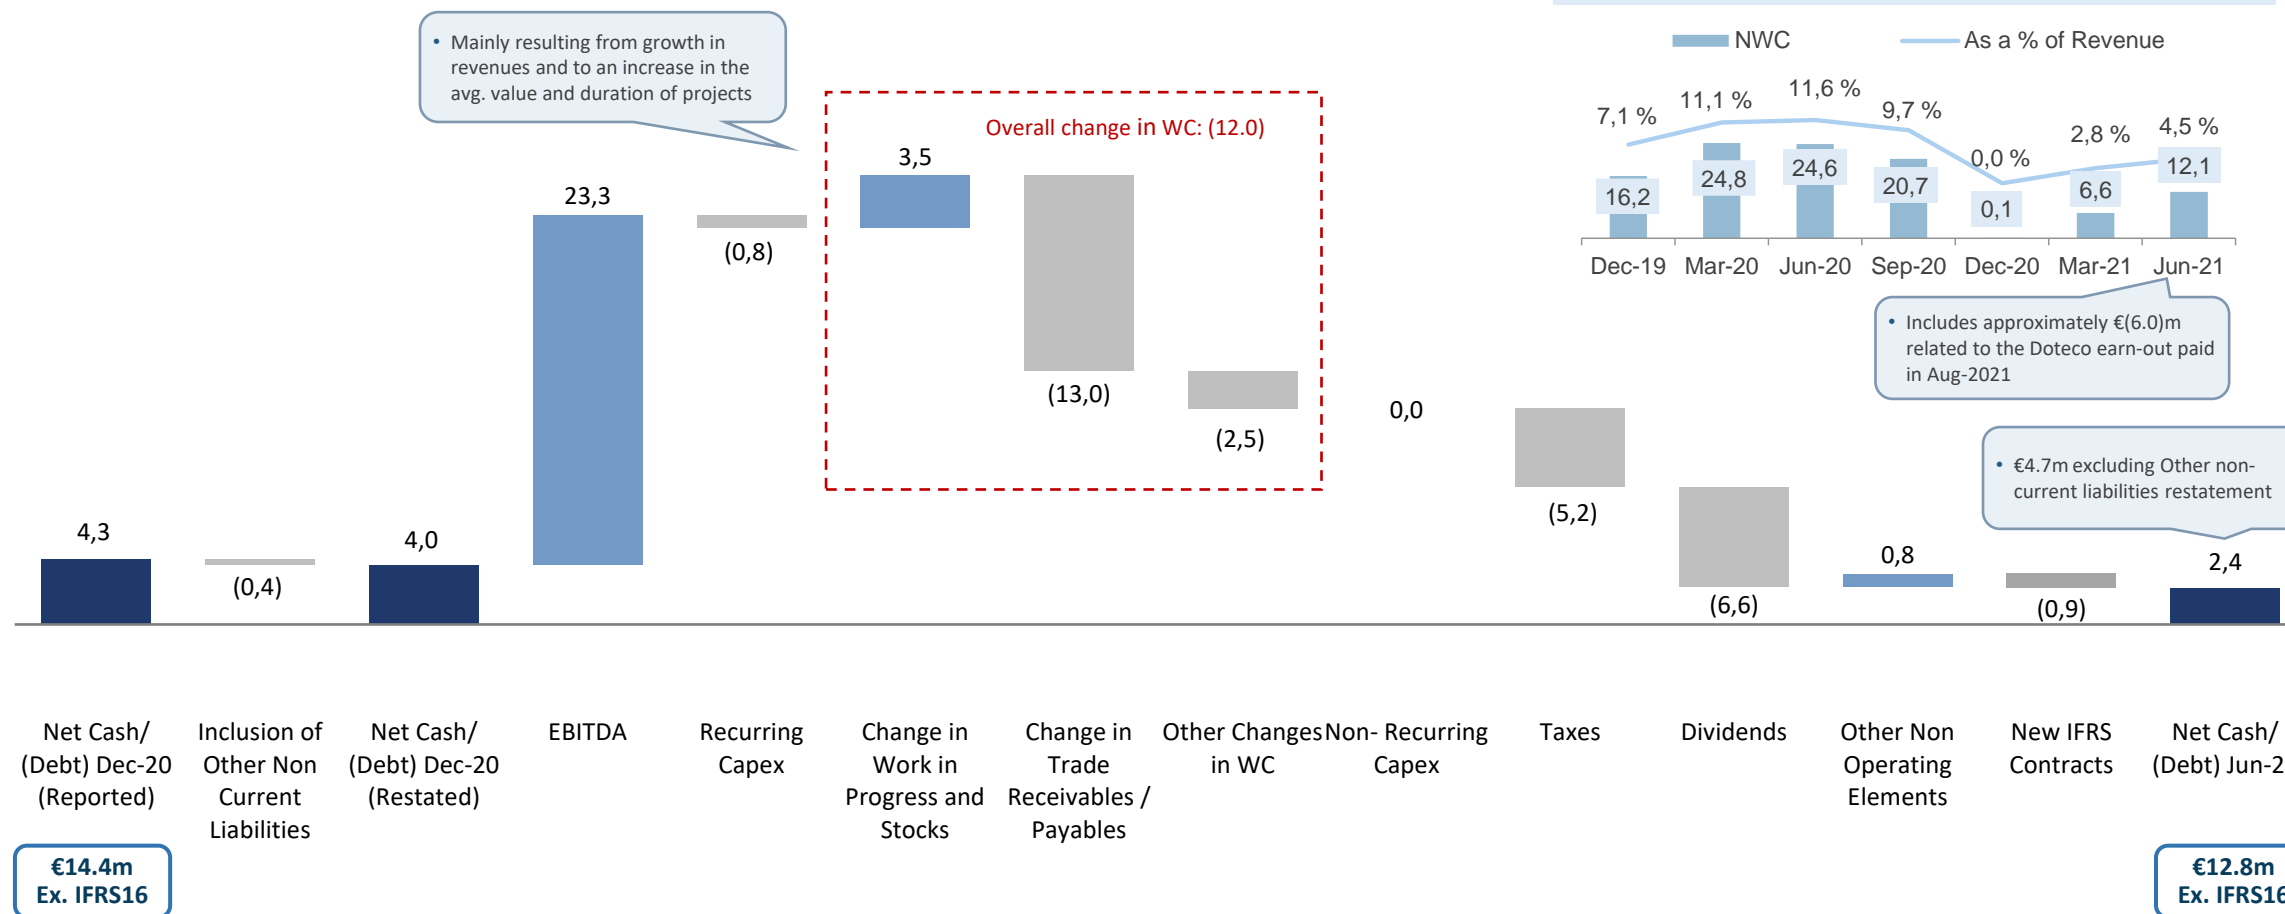 • Mainly resulting from growth in
revenues and to an increase in the
avg. value and duration of projects
Overall change in WC: (12.0)
NWC
As a % of Revenue
7,1 %
11,1 %
11,6 %
9,7 %
0,0 %
2,8 %
4,5 %
16,2
24,8
24,6
20,7
0,1
6,6
12,1
Dec-19
Mar-20
Jun-20
Sep-20
Dec-20
Mar-21
Jun-21
• Includes approximately €(6.0)m
related to the Doteco earn-out paid
in Aug-2021
• €4.7m excluding Other non-
current liabilities restatement
4,3
(0,4)
4,0
23,3
(0,8)
3,5
(13,0)
(2,5)
0,0
(5,2)
(6,6)
0,8
(0,9)
2,4
Net Cash/
(Debt) Dec-20
(Reported)
Inclusion of
Other Non
Current
Liabilities
Net Cash/
(Debt) Dec-20
(Restated)
EBITDA
Recurring
Capex
Change in
Work in
Progress and
Stocks
Change in
Trade
Receivables /
Payables
Other Changes
in WC
Non- Recurring
Capex
Taxes
Dividends
Other Non
Operating
Elements
New IFRS
Contracts
Net Cash/
(Debt) Jun-2
€14.4m
Ex. IFRS16
€12.8m
Ex. IFRS16